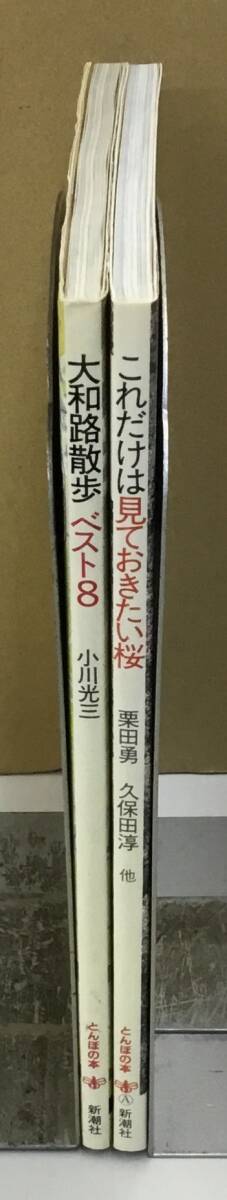 大和路散歩 ベスト8 小川光三 とんぼの本 新潮社
これだけは見ておきたい桜 栗田勇 久保田淳 他 とんぼの本 Ⓐ 新潮社